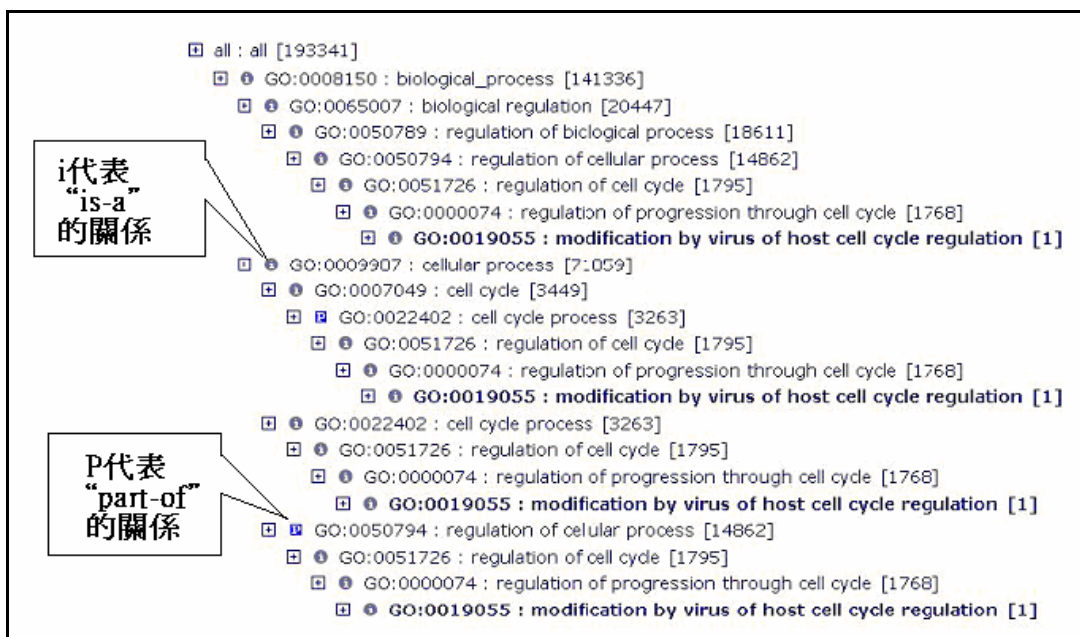 all : all [193341]
GO:0008150 : biological_process [141336]
GO:0065007 : biological regulation [20447]
GO:0050789 : regulation of biological process [18611]
GO:0050794 : regulation of cellular process [14862]
GO:0051726 : regulation of cell cycle [1795]
GO:0000074 : regulation of progression through cell cycle [1768]
GO:0019055 : modification by virus of host cell cycle regulation [1]
i代表
“is-a”
的關係
GO:0009907 : cellular process [71059]
GO:0007049 : cell cycle [3449]
P GO:0022402 : cell cycle process [3263]
GO:0051726 : regulation of cell cycle [1795]
GO:0000074 : regulation of progression through cell cycle [1768]
GO:0019055 : modification by virus of host cell cycle regulation [1]
GO:0022402 : cell cycle process [3263]
GO:0051726 : regulation of cell cycle [1795]
GO:0000074 : regulation of progression through cell cycle [1768]
GO:0019055 : modification by virus of host cell cycle regulation [1]
P代表
“part-of”
的關係
P GO:0050794 : regulation of celular process [14862]
GO:0051726 : regulation of cell cycle [1795]
GO:0000074 : regulation of progression through cell cycle [1768]
GO:0019055 : modification by virus of host cell cycle regulation [1]